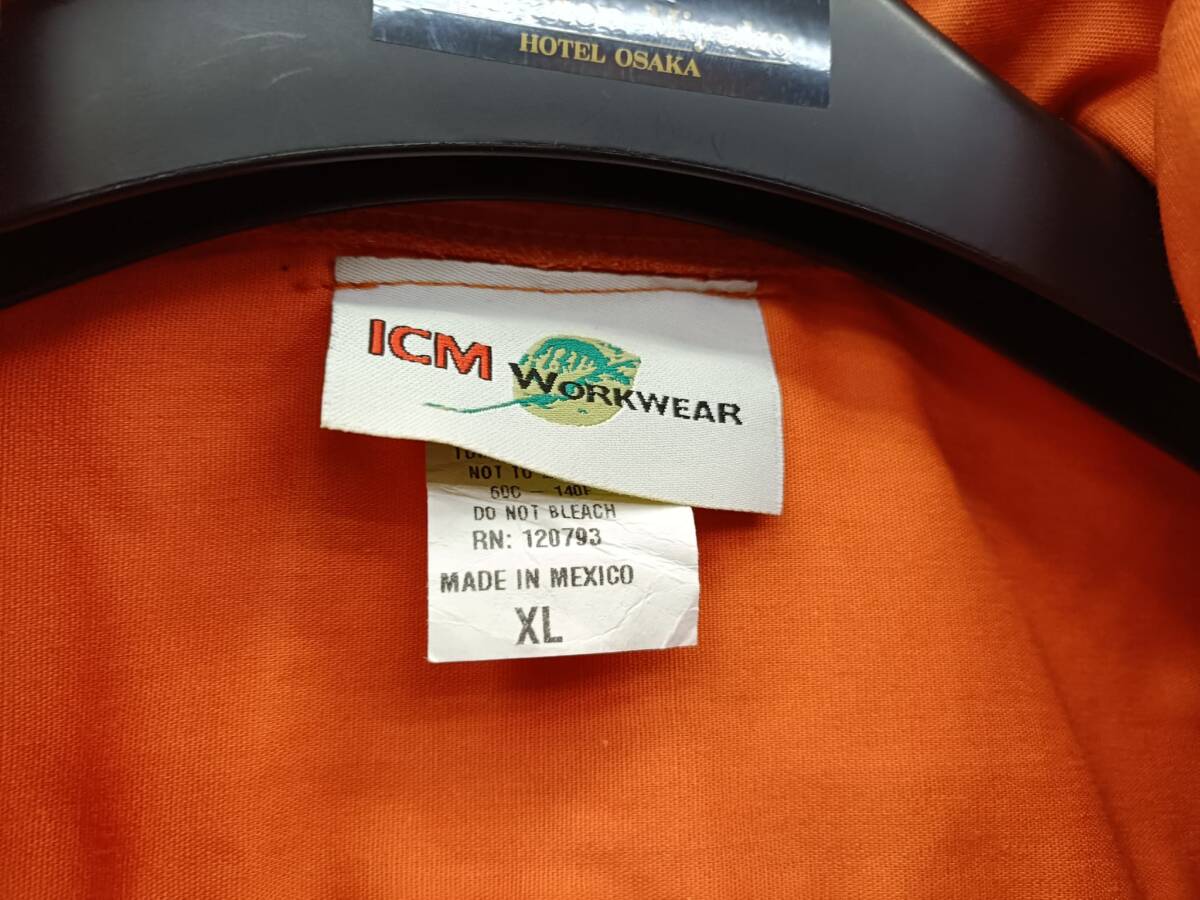 HOTEL OSAKA
ICM WORKWEAR
NOT TO
60C - 140F
DO NOT BLEACH
RN: 120793
MADE IN MEXICO
XL